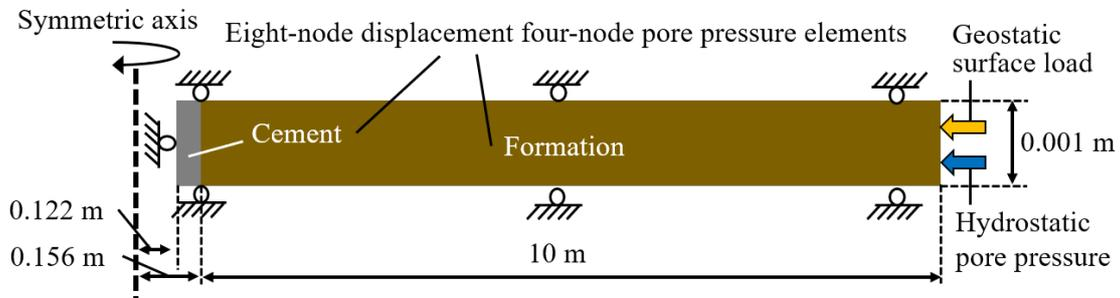 Symmetric axis
Eight-node displacement four-node pore pressure elements
Geostatic
surface load
Cement
Formation
0.001 m
0.122 m
0.156 m
10 m
Hydrostatic
pore pressure